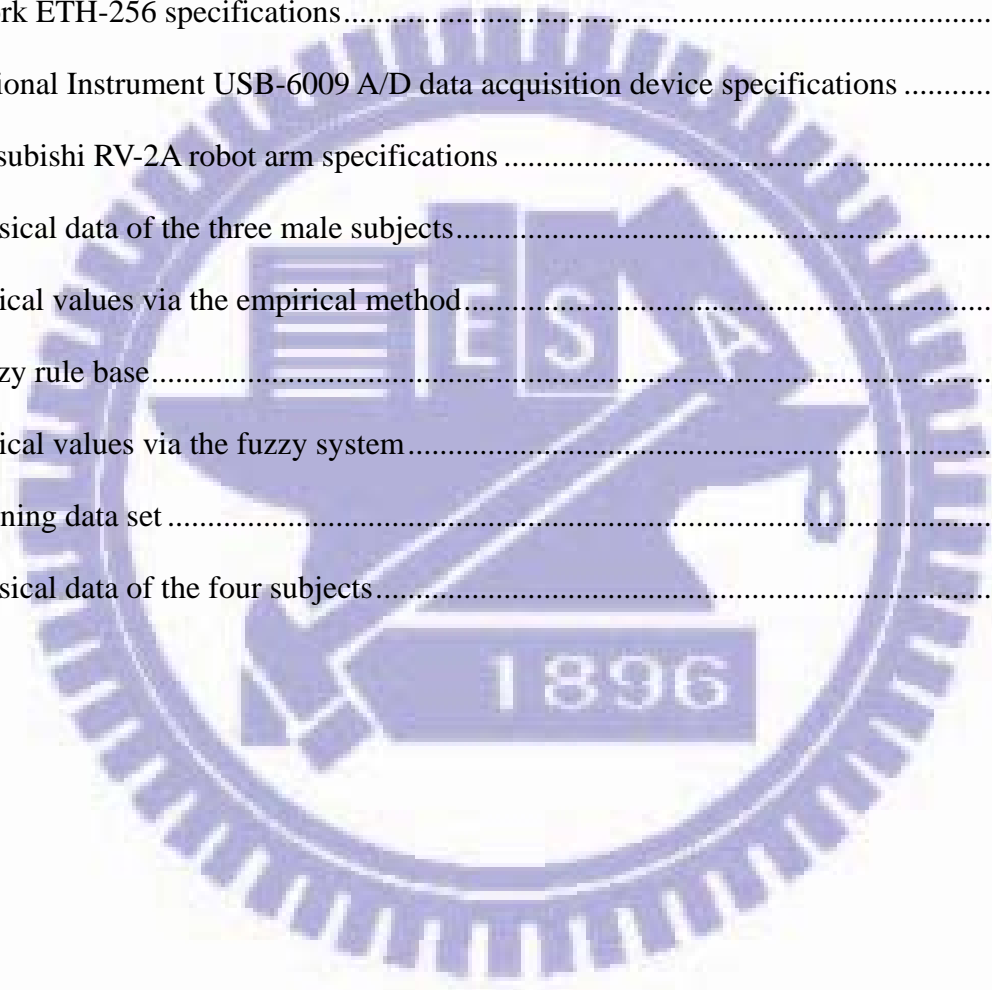 rk ETH-256 specifications
ional Instrument USB-6009 A/D data acquisition device specifications
subishi RV-2A robot arm specifications
sical data of the three male subjects
ical values via the empirical method
zy rule base
ical values via the fuzzy system
ning data set
sical data of the four subjects
E S A
1896